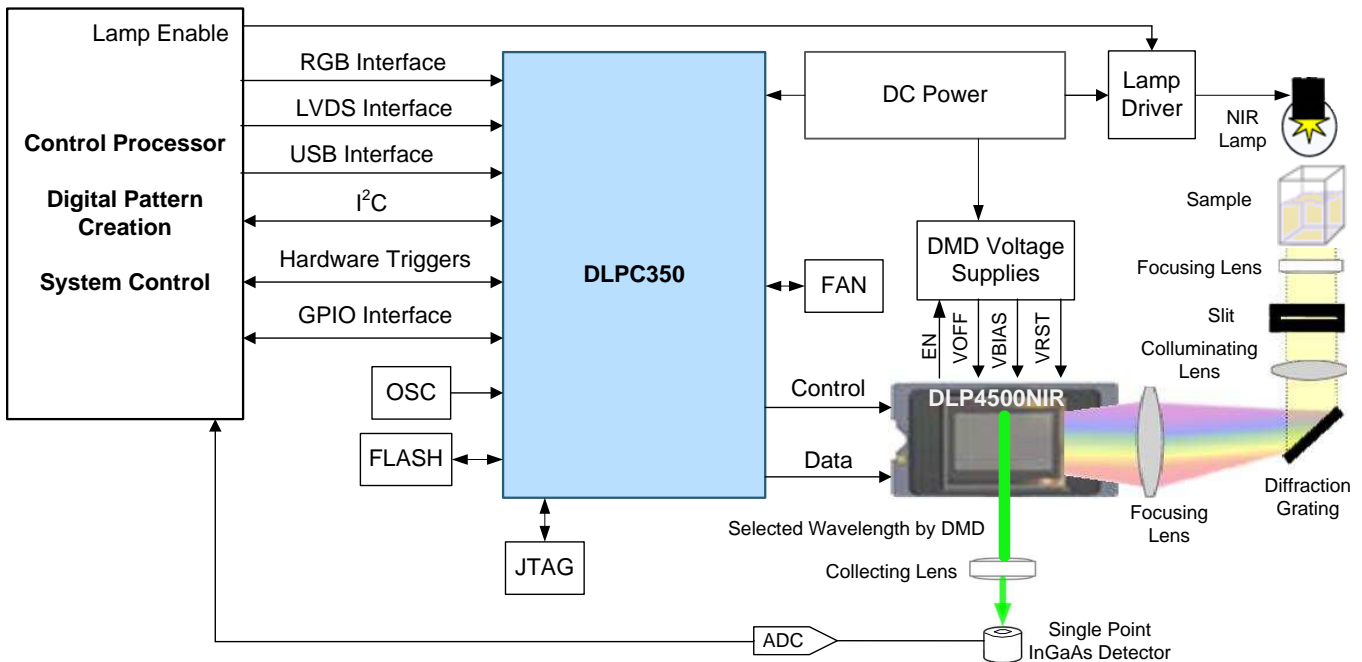 Lamp Enable
RGB Interface
LVDS Interface
USB Interface
I²C
Hardware Triggers
GPIO Interface
Control Processor
Digital Pattern
Creation
System Control
DLPC350
OSC
FLASH
JTAG
FAN
DC Power
Lamp
Driver
NIR
Lamp
DMD Voltage
Supplies
EN
VOFF
VBIAS
VRST
Control
Data
DLP4500NIR
Sample
Focusing Lens
Slit
Colluminating
Lens
Diffraction
Grating
Focusing
Lens
Selected Wavelength by DMD
Collecting Lens
ADC
Single Point
InGaAs Detector